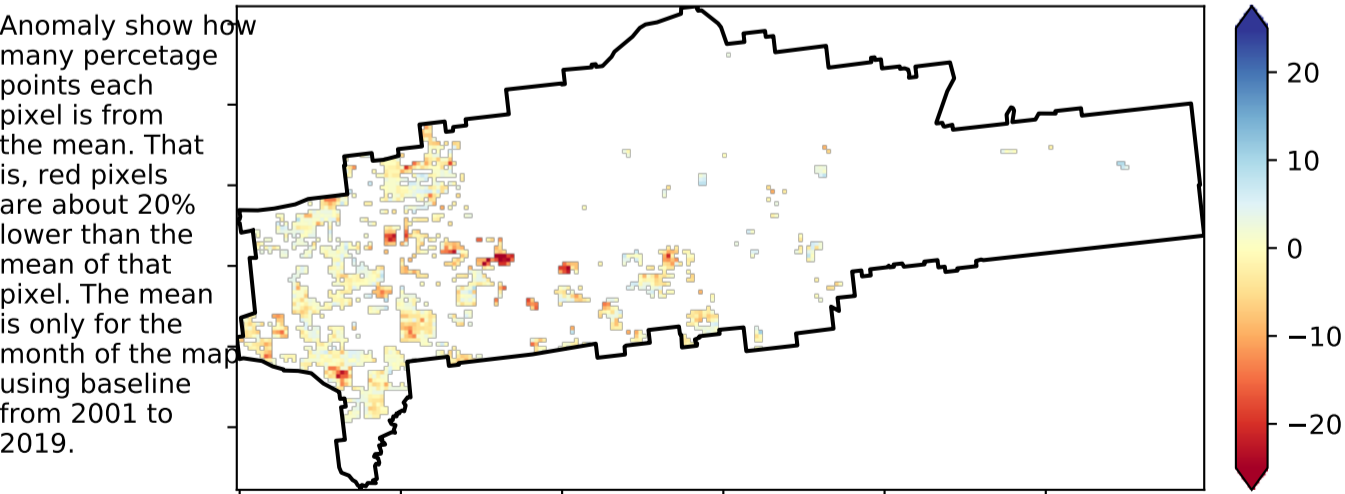 Anomaly show how
many percetage
points each
pixel is from
the mean. That
is, red pixels
are about 20%
lower than the
mean of that
pixel. The mean
is only for the
month of the map
using baseline
from 2001 to
2019.
20
10
0
−10
−20